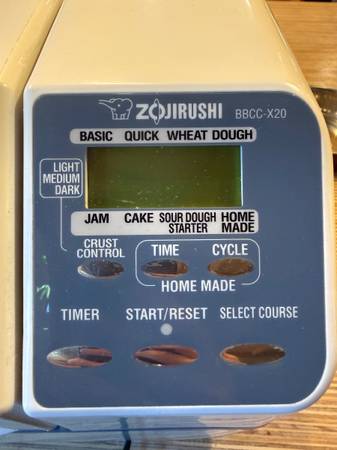 ZOJIRUSHI BBCC-X20
BASIC QUICK WHEAT DOUGH
LIGHT
MEDIUM
DARK
JAM CAKE SOUR DOUGH STARTER HOME MADE
CRUST CONTROL
TIME CYCLE
HOME MADE
TIMER START/RESET SELECT COURSE